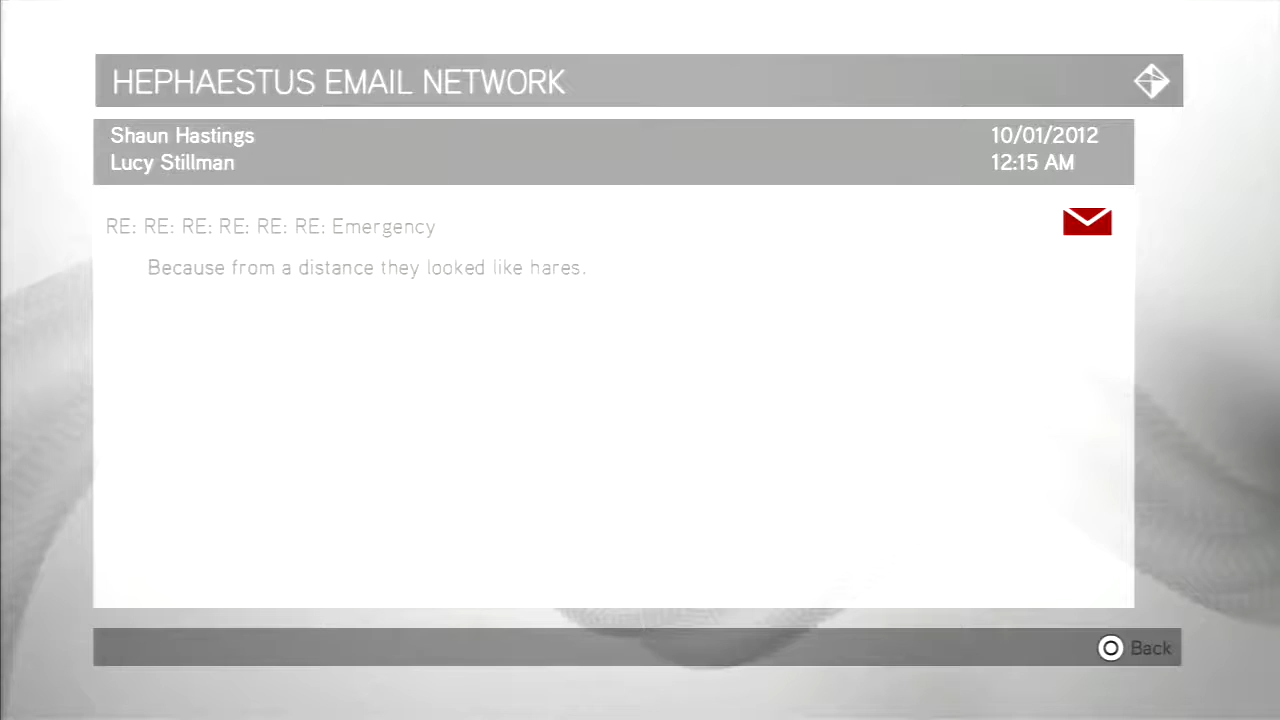 HEPHAESTUS EMAIL NETWORK
Shaun Hastings
10/01/2012
Lucy Stillman
12:15 AM
RE: RE: RE: RE: RE: RE: Emergency
Because from a distance they looked like hares.
Back